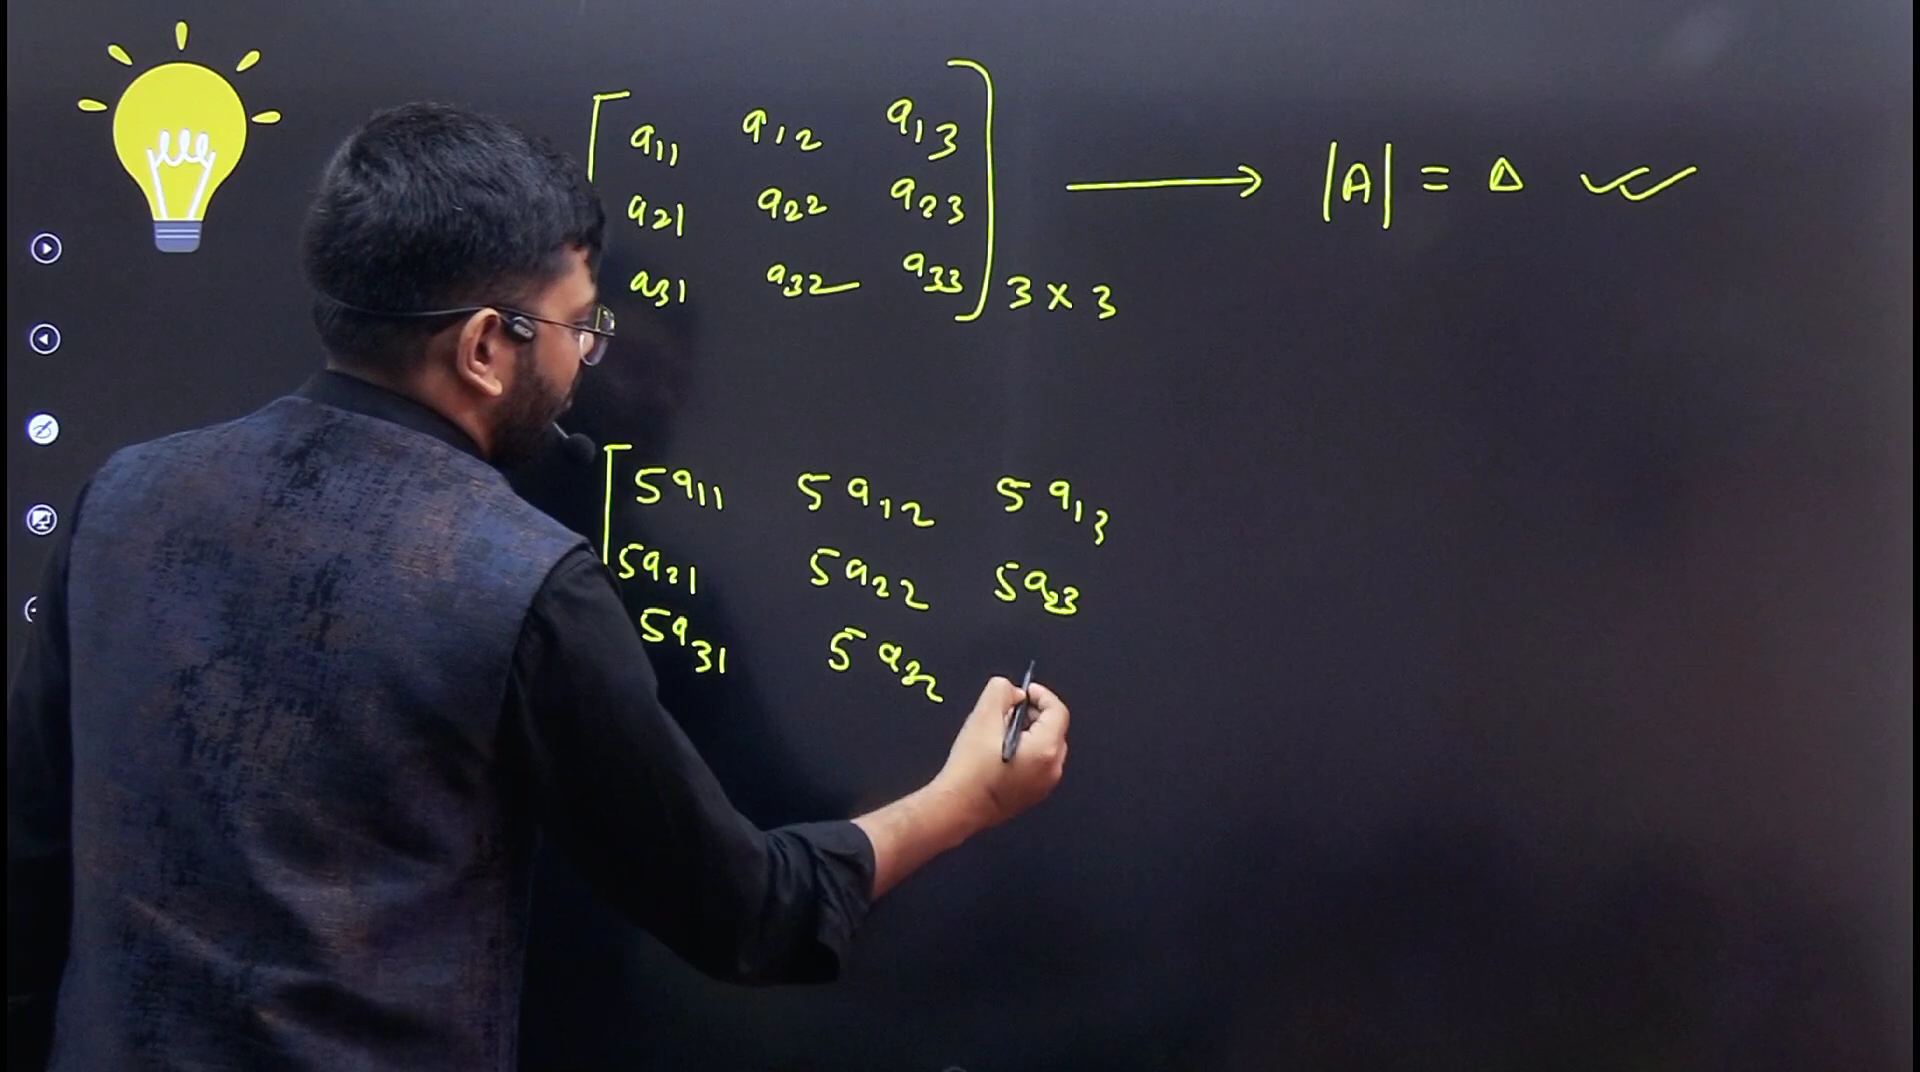 a11 a12 a13
a21 a22 a23
a31 a32 a33
3 × 3
→ |A| = Δ
5a11 5a12 5a13
5a21 5a22 5a23
5a31 5a32